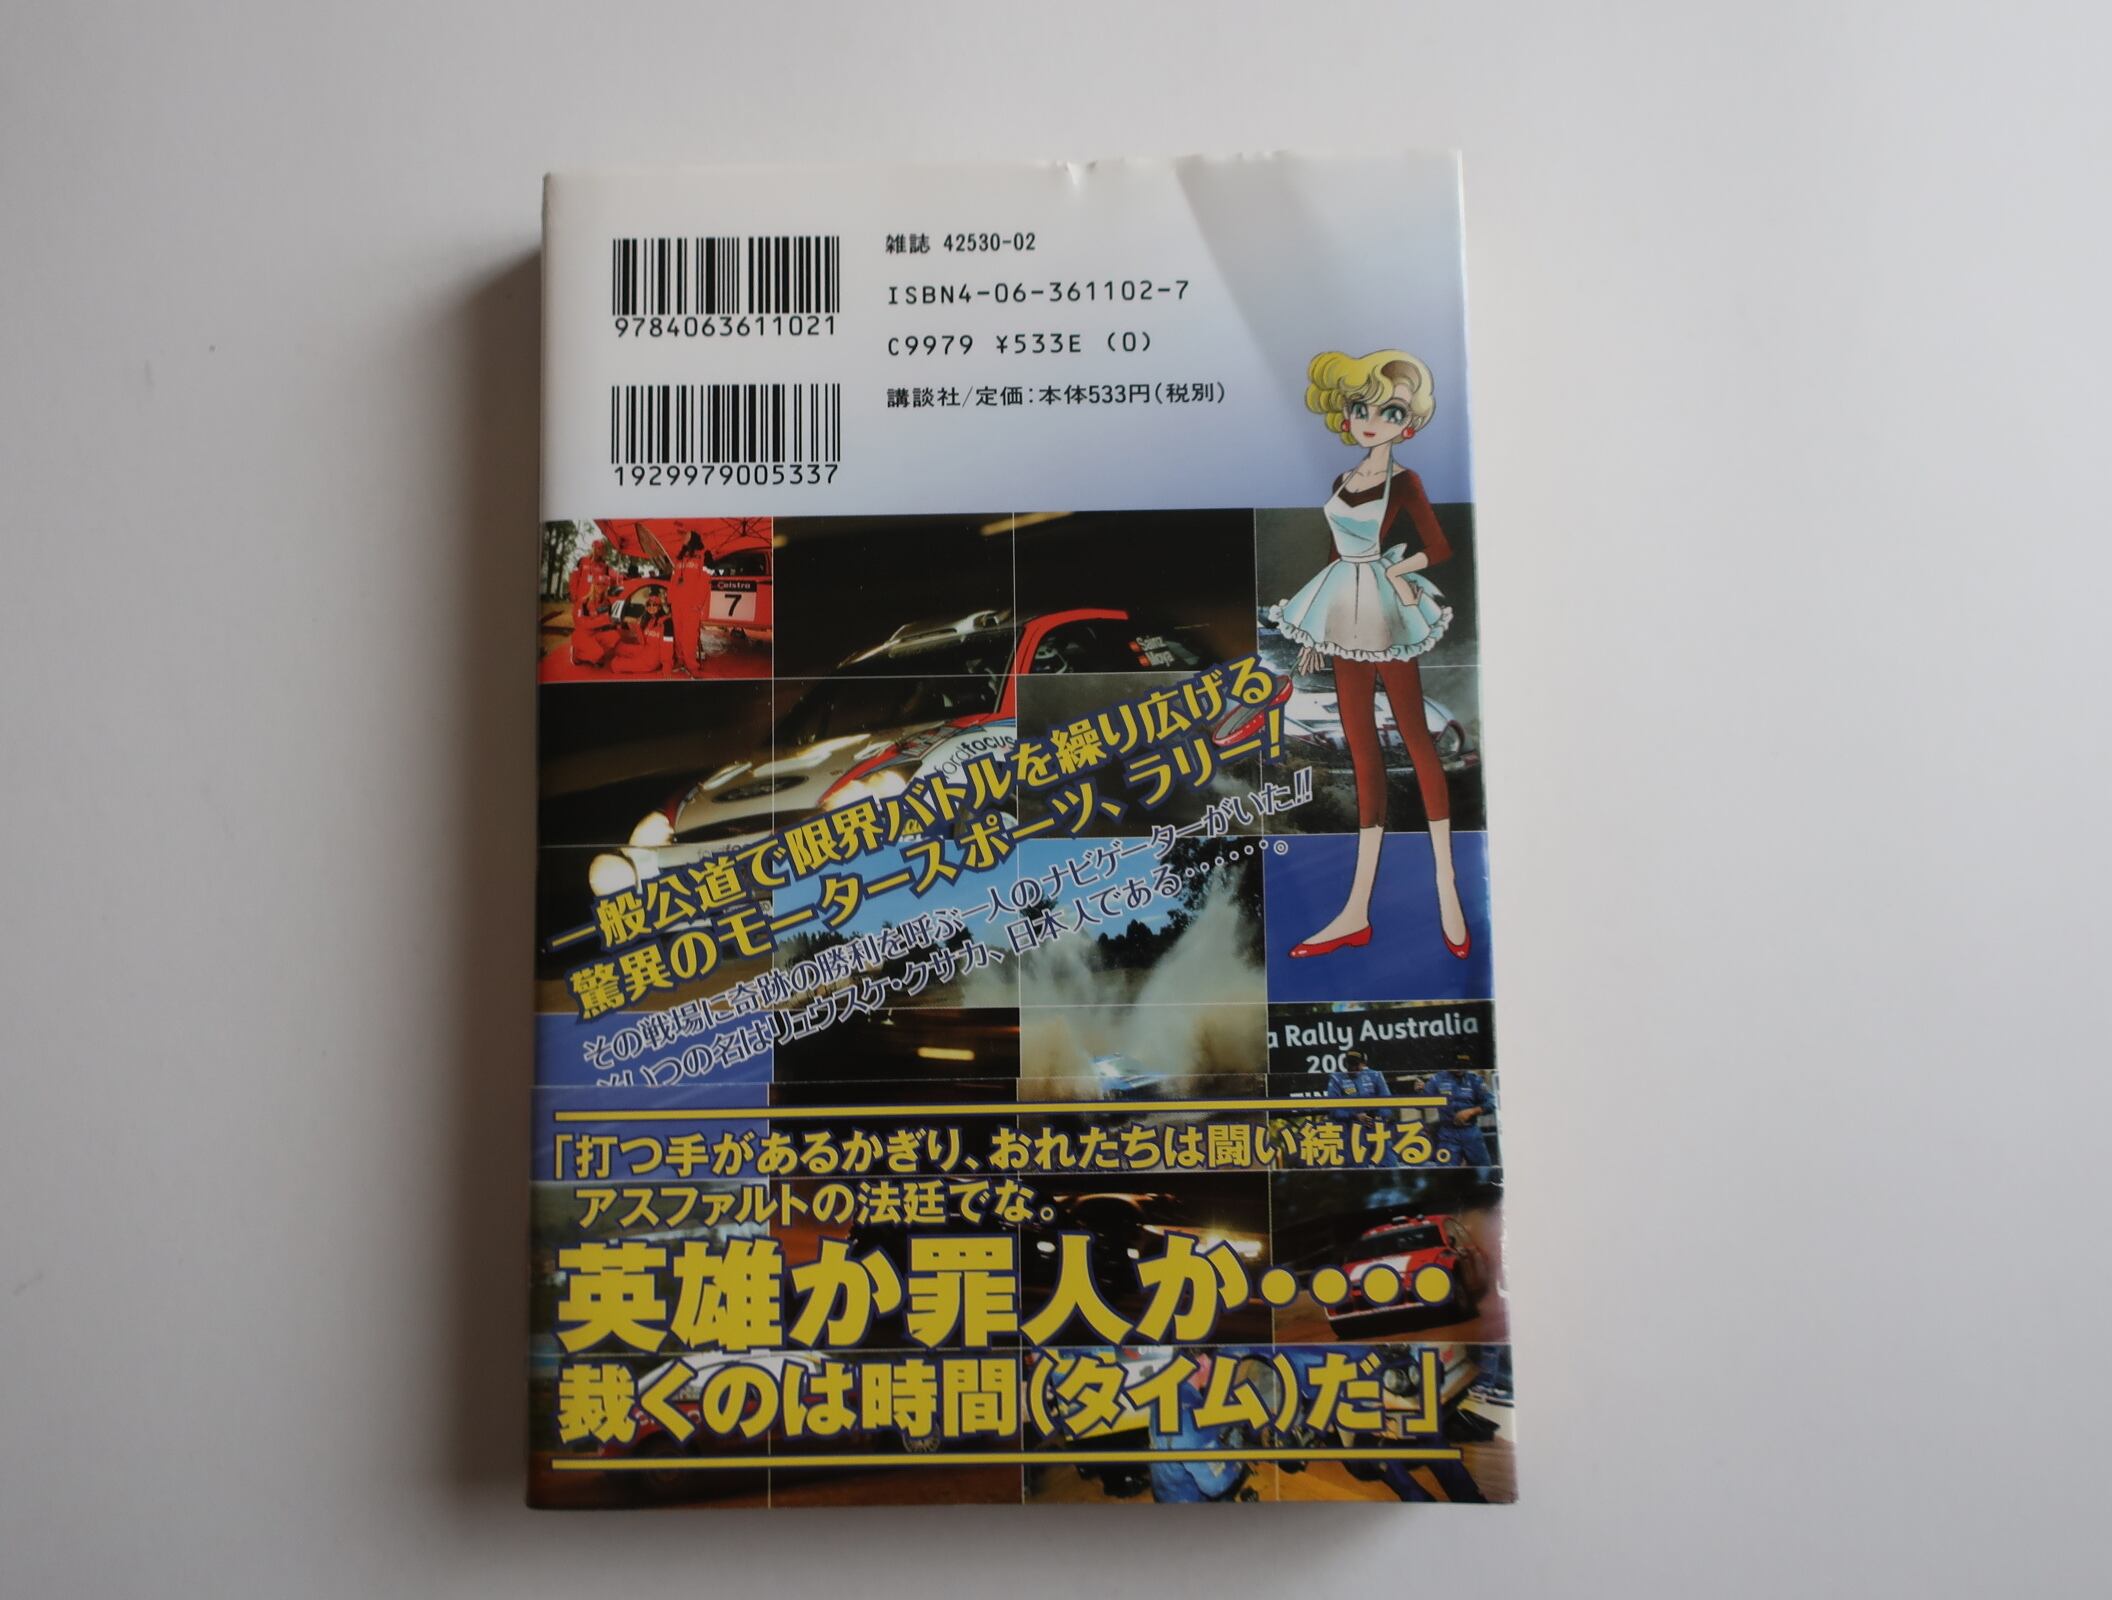 雑誌 42530-02
ISBN4-06-361102-7
9784063611021
C9979 ¥533E (0)
講談社/定価:本体533円(税別)
1929979005337
7
Sainz
Moya
fordfocus
一般公道で限界バトルを繰り広げる
驚異のモータースポーツ、ラリー!
その戦場に奇跡の勝利を呼ぶ一人のナビゲーターがいた!!
そいつの名はリュウスケ・クサカ、日本人である……。
a Rally Australia
200
「打つ手があるかぎり、おれたちは闘い続ける。
アスファルトの法廷でな。
英雄か罪人か・・・・
裁くのは時間(タイム)だ」